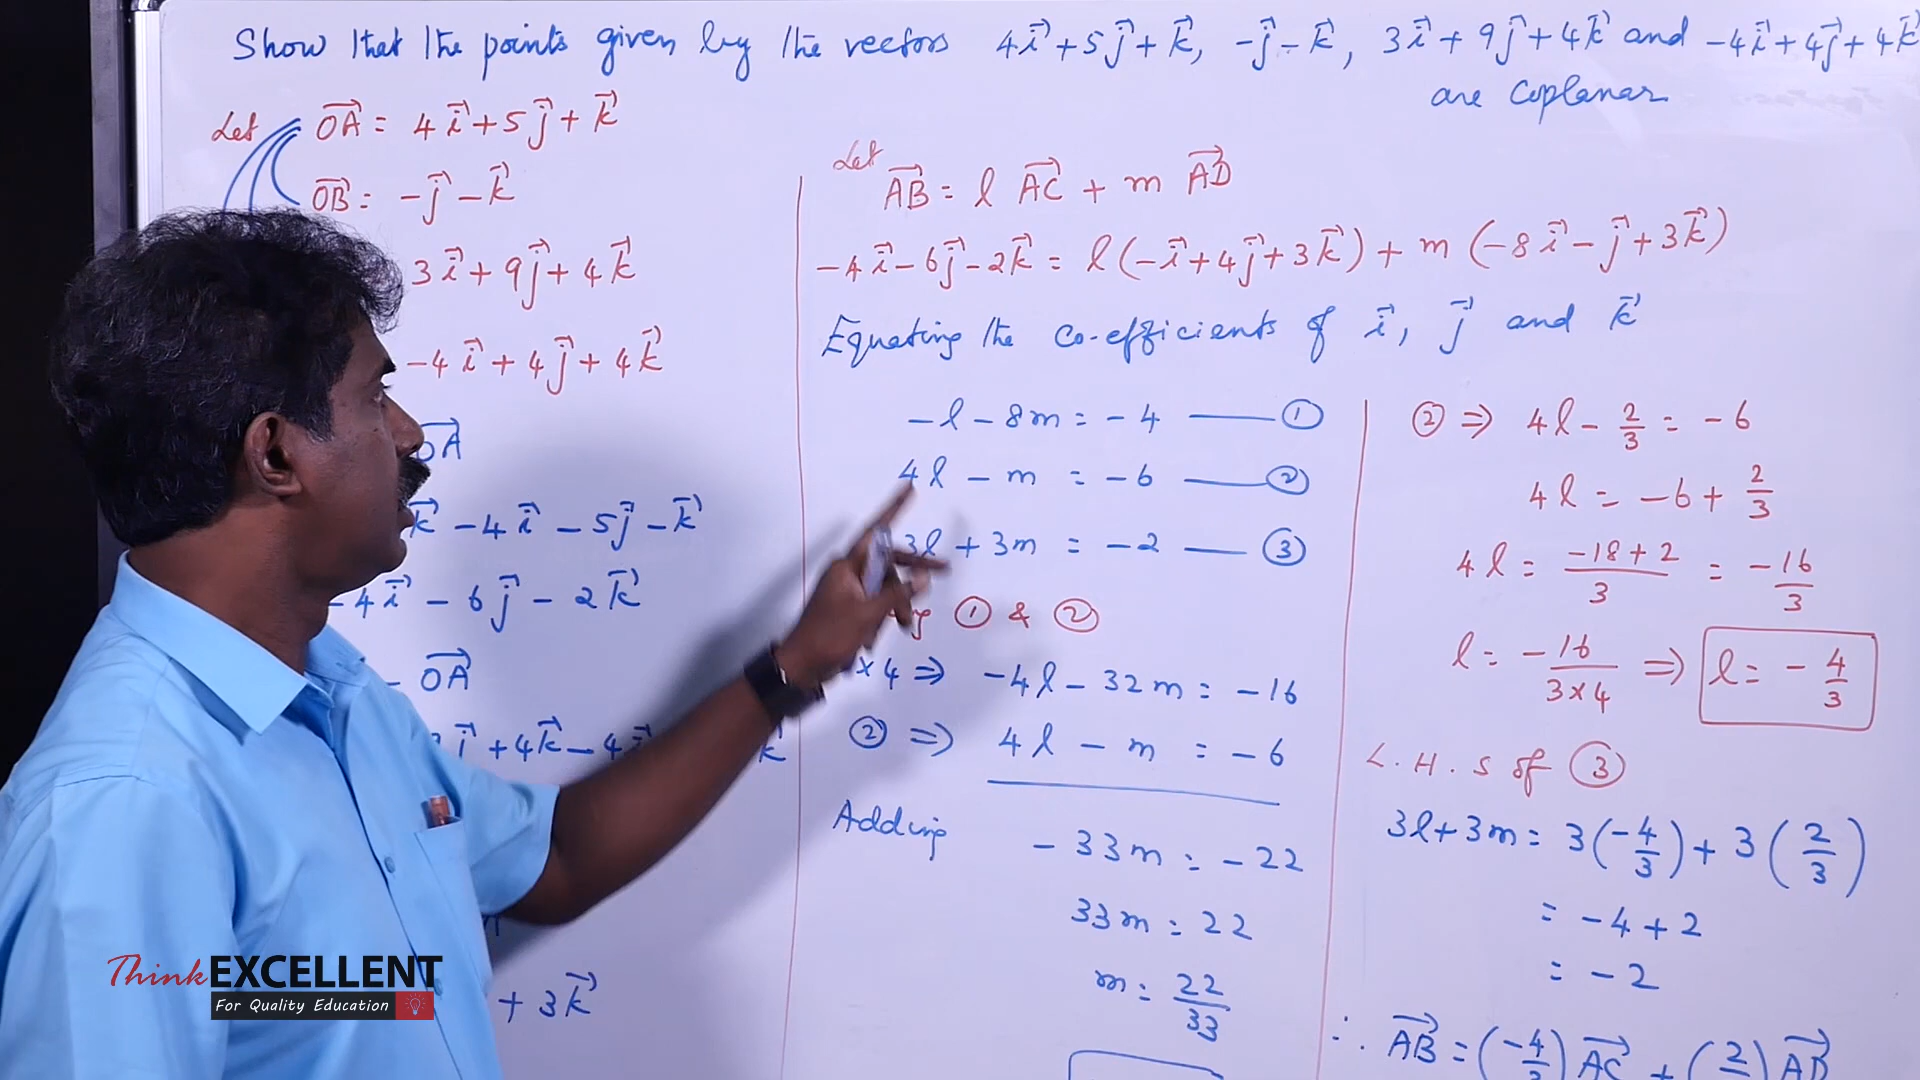 Show that the points given by the vectors 4i⃗+5j⃗+k⃗, -j⃗-k⃗, 3i⃗+9j⃗+4k⃗ and -4i⃗+4j⃗+4k⃗
are coplanar
Let OA⃗ = 4i⃗+5j⃗+k⃗
OB⃗ = -j⃗-k⃗
3i⃗+9j⃗+4k⃗
-4i⃗+4j⃗+4k⃗
OA⃗
k⃗-4i⃗-5j⃗-k⃗
-4i⃗-6j⃗-2k⃗
- OA⃗
+4k⃗-4
k⃗
+3k⃗
Let
AB⃗ = l AC⃗ + m AD⃗
-4i⃗-6j⃗-2k⃗ = l(-i⃗+4j⃗+3k⃗)+m(-8i⃗-j⃗+3k⃗)
Equating the co-efficients of i⃗, j⃗ and k⃗
-l-8m = -4 —— ①
4l-m = -6 —— ②
3l+3m = -2 —— ③
① & ②
×4 ⇒ -4l-32m = -16
② ⇒ 4l-m = -6
Adding -33m = -22
33m = 22
m = 22/33
② ⇒ 4l-2/3 = -6
4l = -6+2/3
4l = (-18+2)/3 = -16/3
l = -16/(3×4) ⇒ l = -4/3
L.H.S of ③
3l+3m = 3(-4/3)+3(2/3)
= -4+2
= -2
∴ AB⃗ = (-4/3)AC⃗ + (2/ )AD⃗
Think EXCELLENT
For Quality Education